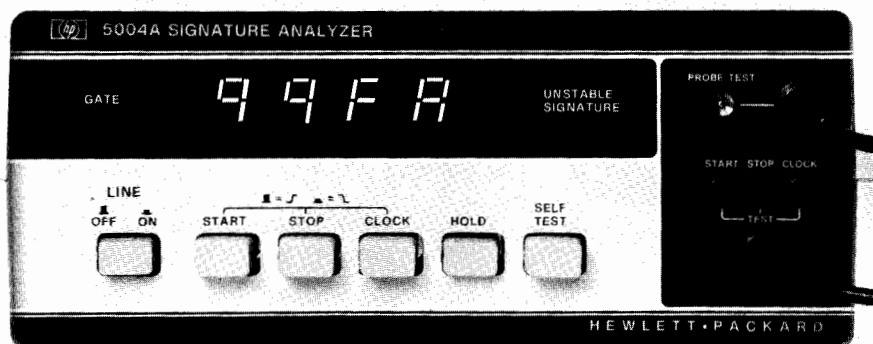 hp 5004A SIGNATURE ANALYZER
GATE
99FA
UNSTABLE
SIGNATURE
PROBE TEST
START STOP CLOCK
TEST
LINE
OFF ON
START STOP CLOCK HOLD SELF
TEST
HEWLETT•PACKARD